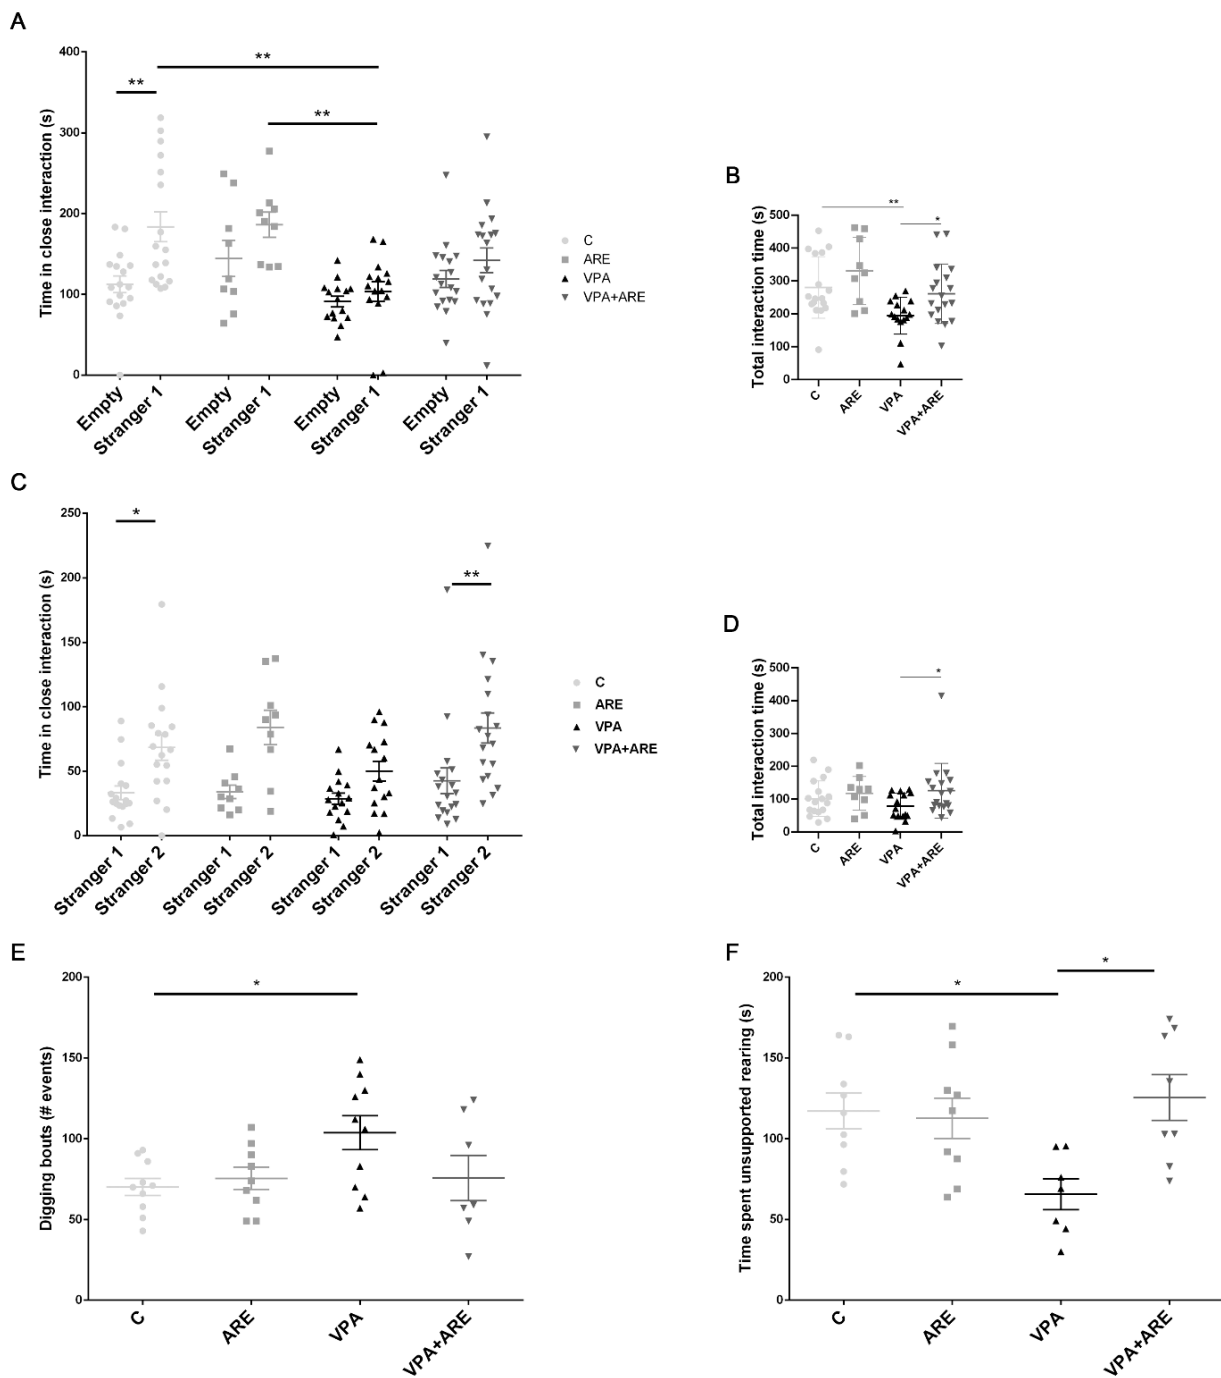 A
Time in close interaction (s)
400
300
200
100
0
**
**
**
Empty
Stranger 1
Empty
Stranger 1
Empty
Stranger 1
Empty
Stranger 1
C
ARE
VPA
VPA+ARE
B
Total interaction time (s)
500
400
300
200
100
0
**
*
C
ARE
VPA
VPA+ARE
C
Time in close interaction (s)
250
200
150
100
50
0
*
**
Stranger 1
Stranger 2
Stranger 1
Stranger 2
Stranger 1
Stranger 2
Stranger 1
Stranger 2
C
ARE
VPA
VPA+ARE
D
Total interaction time (s)
500
400
300
200
100
0
*
C
ARE
VPA
VPA+ARE
E
Digging bouts (# events)
200
150
100
50
0
*
C
ARE
VPA
VPA+ARE
F
Time spent unsupported rearing (s)
200
150
100
50
0
*
*
C
ARE
VPA
VPA+ARE